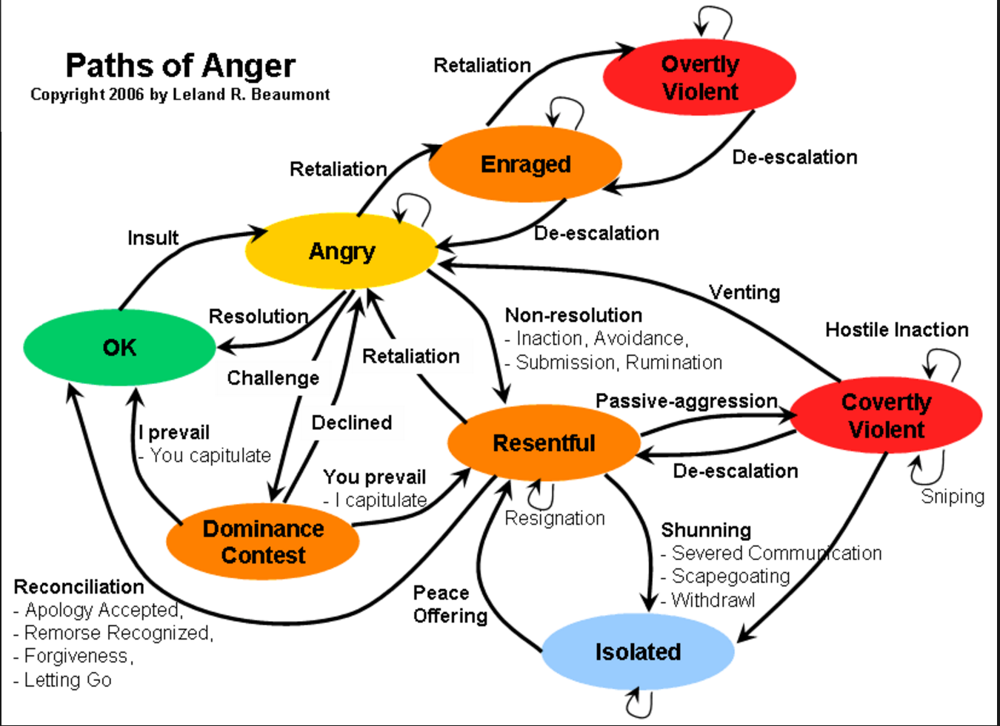 Paths of Anger
Copyright 2006 by Leland R. Beaumont
Retaliation
Overtly
Violent
De-escalation
Retaliation
Enraged
De-escalation
Insult
Angry
Venting
Resolution
OK
Non-resolution
- Inaction, Avoidance,
- Submission, Rumination
Hostile Inaction
Retaliation
Challenge
Declined
Passive-aggression
Covertly
Violent
I prevail
- You capitulate
Resentful
De-escalation
You prevail
- I capitulate
Resignation
Sniping
Dominance
Contest
Shunning
- Severed Communication
- Scapegoating
- Withdrawl
Reconciliation
- Apology Accepted,
- Remorse Recognized,
- Forgiveness,
- Letting Go
Peace
Offering
Isolated